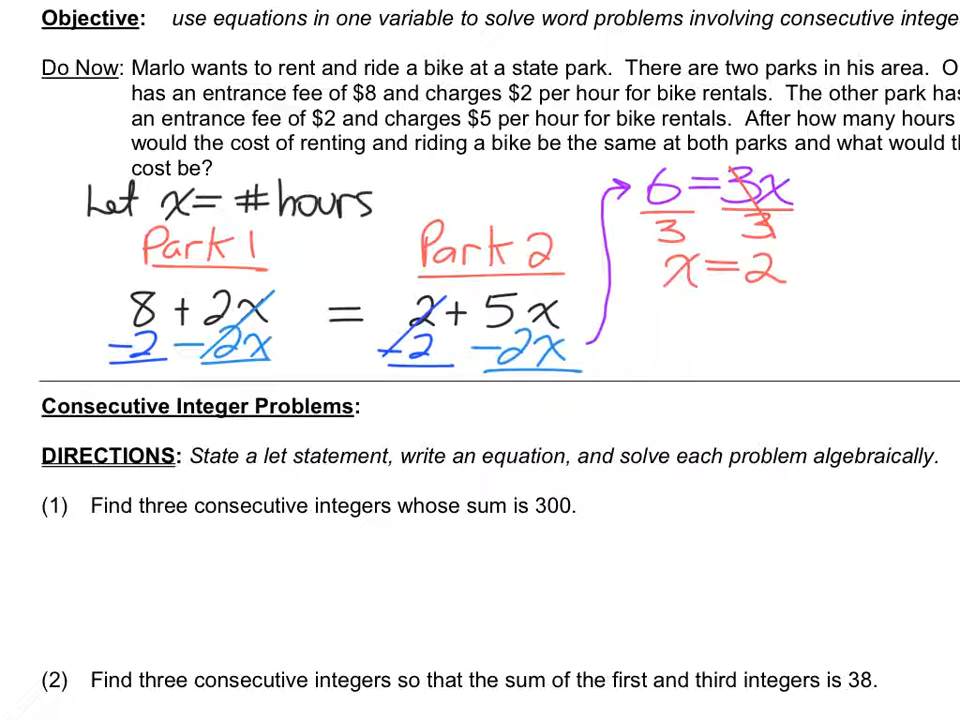 Objective: use equations in one variable to solve word problems involving consecutive intege
Do Now: Marlo wants to rent and ride a bike at a state park. There are two parks in his area. O
has an entrance fee of $8 and charges $2 per hour for bike rentals. The other park has
an entrance fee of $2 and charges $5 per hour for bike rentals. After how many hours
would the cost of renting and riding a bike be the same at both parks and what would th
cost be?
Let x = # hours
Park 1
Park 2
8 + 2x = 2 + 5x
-2 -2x -2 -2x
6 = 3x
3 3
x = 2
Consecutive Integer Problems:
DIRECTIONS: State a let statement, write an equation, and solve each problem algebraically.
(1) Find three consecutive integers whose sum is 300.
(2) Find three consecutive integers so that the sum of the first and third integers is 38.